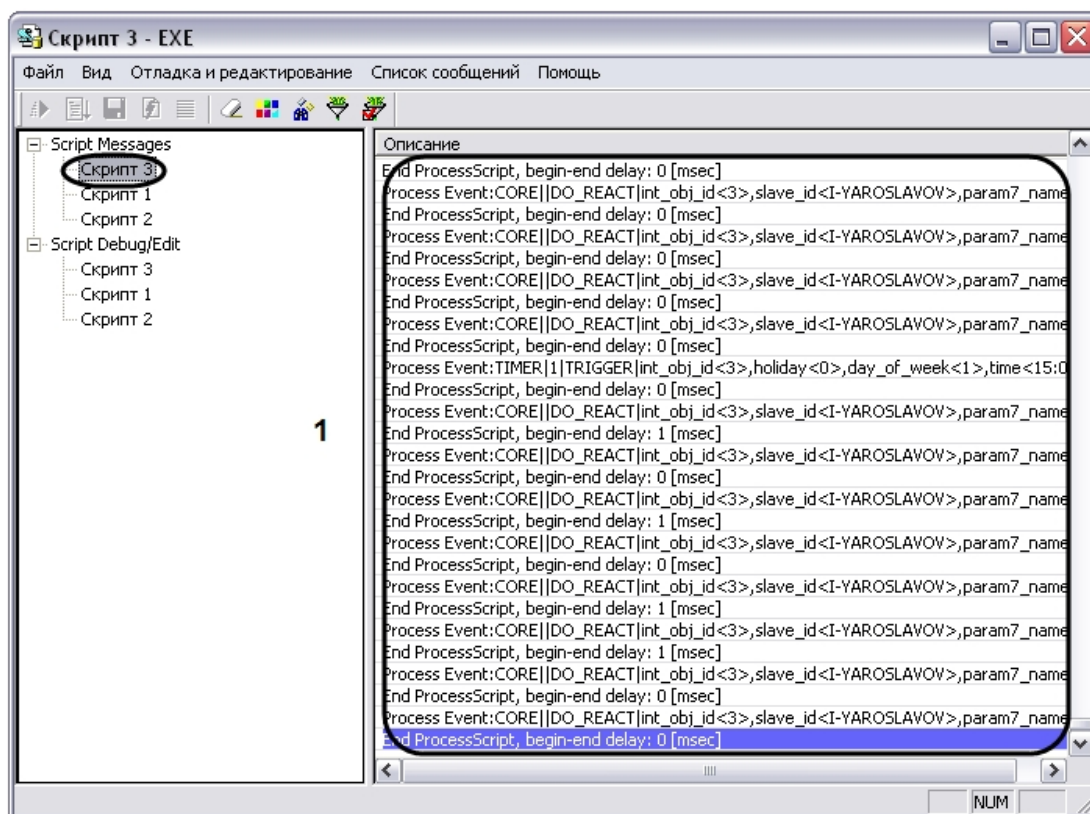 Скрипт 3 - EXE
Файл Вид Отладка и редактирование Список сообщений Помощь
Script Messages
Скрипт 3
Скрипт 1
Скрипт 2
Script Debug/Edit
Скрипт 3
Скрипт 1
Скрипт 2
1
Описание
End ProcessScript, begin-end delay: 0 [msec]
Process Event:CORE||DO_REACT|int_obj_id<3>,slave_id<I-YAROSLAVOV>,param7_name
End ProcessScript, begin-end delay: 0 [msec]
Process Event:CORE||DO_REACT|int_obj_id<3>,slave_id<I-YAROSLAVOV>,param7_name
End ProcessScript, begin-end delay: 0 [msec]
Process Event:CORE||DO_REACT|int_obj_id<3>,slave_id<I-YAROSLAVOV>,param7_name
End ProcessScript, begin-end delay: 0 [msec]
Process Event:CORE||DO_REACT|int_obj_id<3>,slave_id<I-YAROSLAVOV>,param7_name
End ProcessScript, begin-end delay: 0 [msec]
Process Event:TIMER|1|TRIGGER|int_obj_id<3>,holiday<0>,day_of_week<1>,time<15:0
End ProcessScript, begin-end delay: 0 [msec]
Process Event:CORE||DO_REACT|int_obj_id<3>,slave_id<I-YAROSLAVOV>,param7_name
End ProcessScript, begin-end delay: 1 [msec]
Process Event:CORE||DO_REACT|int_obj_id<3>,slave_id<I-YAROSLAVOV>,param7_name
End ProcessScript, begin-end delay: 0 [msec]
Process Event:CORE||DO_REACT|int_obj_id<3>,slave_id<I-YAROSLAVOV>,param7_name
End ProcessScript, begin-end delay: 1 [msec]
Process Event:CORE||DO_REACT|int_obj_id<3>,slave_id<I-YAROSLAVOV>,param7_name
End ProcessScript, begin-end delay: 0 [msec]
Process Event:CORE||DO_REACT|int_obj_id<3>,slave_id<I-YAROSLAVOV>,param7_name
End ProcessScript, begin-end delay: 1 [msec]
Process Event:CORE||DO_REACT|int_obj_id<3>,slave_id<I-YAROSLAVOV>,param7_name
End ProcessScript, begin-end delay: 1 [msec]
Process Event:CORE||DO_REACT|int_obj_id<3>,slave_id<I-YAROSLAVOV>,param7_name
End ProcessScript, begin-end delay: 0 [msec]
Process Event:CORE||DO_REACT|int_obj_id<3>,slave_id<I-YAROSLAVOV>,param7_name
End ProcessScript, begin-end delay: 0 [msec]
NUM